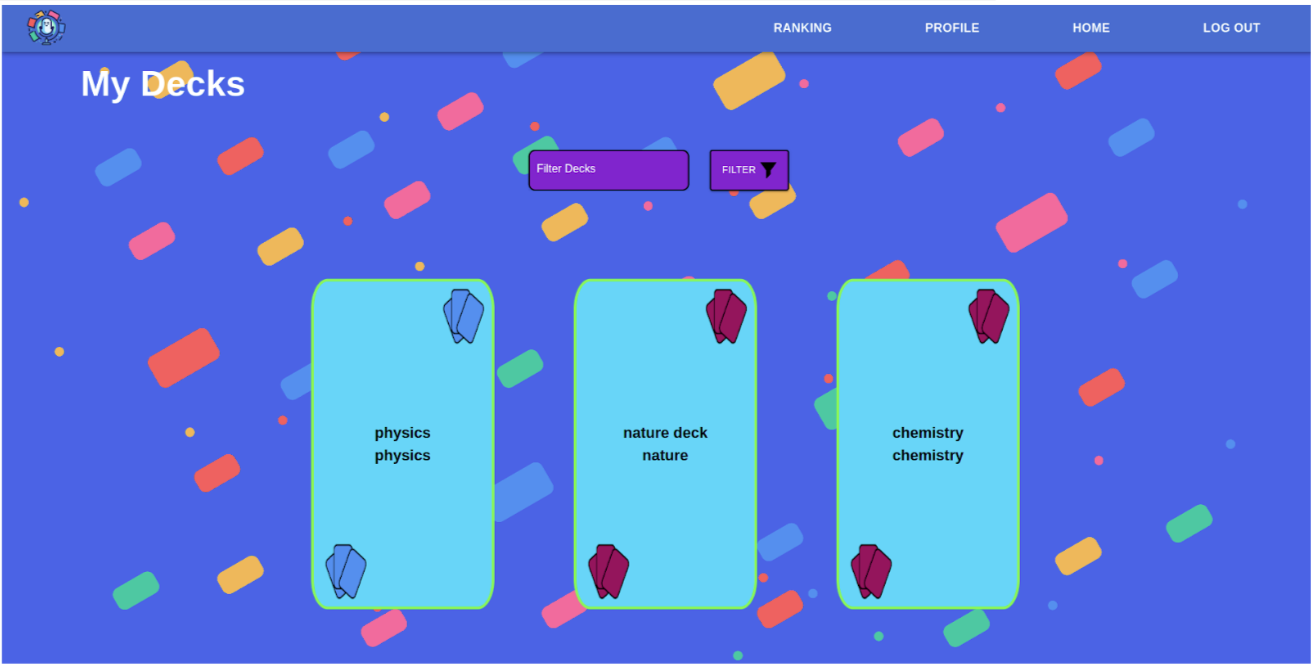 RANKING
PROFILE
HOME
LOG OUT
My Decks
Filter Decks
FILTER
physics
physics
nature deck
nature
chemistry
chemistry